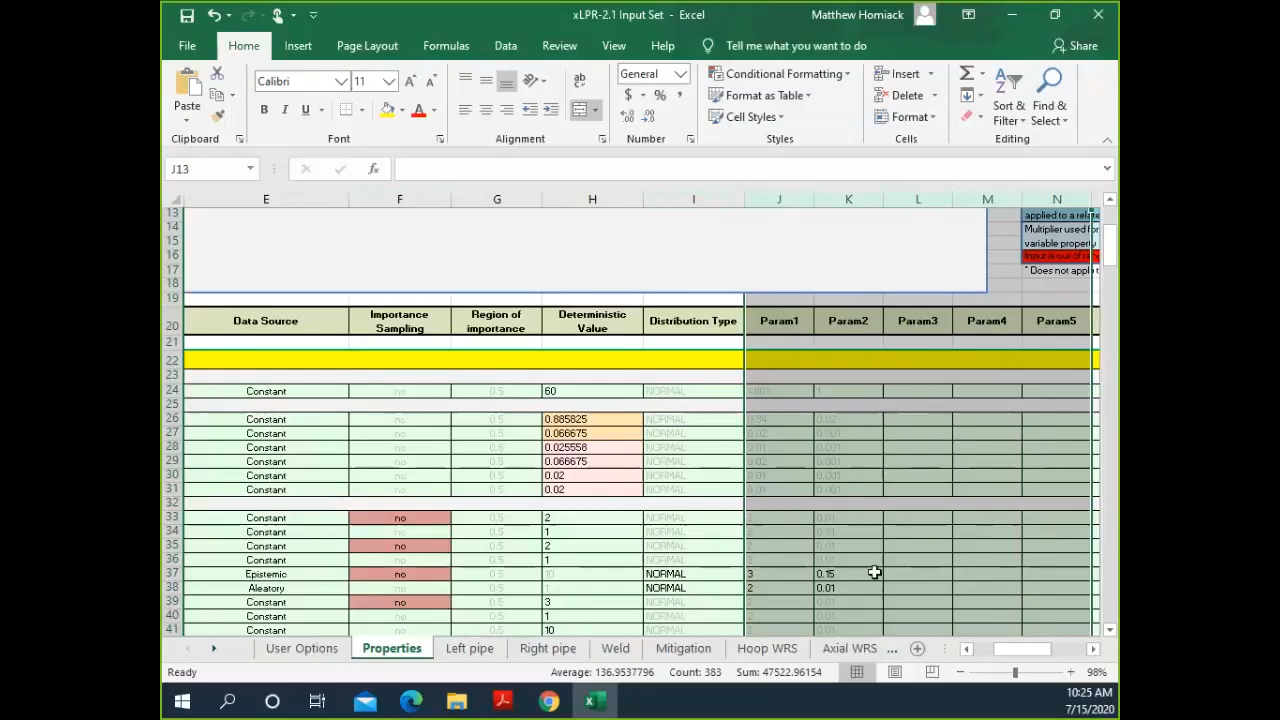 xLPR-2.1 Input Set - Excel
Matthew Homiack
File Home Insert Page Layout Formulas Data Review View Help Tell me what you want to do Share
Paste
Calibri 11
General
$ % ,
Conditional Formatting
Format as Table
Cell Styles
Insert
Delete
Format
Sort & Filter
Find & Select
Clipboard Font Alignment Number Styles Cells Editing
J13 fx
E F G H I J K L M N
13 applied to a rela
14 Multiplier used
15 variable property
16 Input is out of
17 * Does not apply
18
19
20 Data Source Importance Sampling Region of importance Deterministic Value Distribution Type Param1 Param2 Param3 Param4 Param5
21
22
23
24 Constant no 0.5 60 NORMAL 1
25
26 Constant no 0.5 0.885825 NORMAL 0.34 0.02
27 Constant no 0.5 0.066675 NORMAL 0.02 0.001
28 Constant no 0.5 0.025558 NORMAL 0.01 0.001
29 Constant no 0.5 0.066675 NORMAL 0.02 0.001
30 Constant no 0.5 0.02 NORMAL 0.01 0.001
31 Constant no 0.5 0.02 NORMAL 0.01 0.001
32
33 Constant no 0.5 2 NORMAL 2 0.01
34 Constant no 0.5 1 NORMAL 2 0.01
35 Constant no 0.5 2 NORMAL 2 0.01
36 Constant no 0.5 1 NORMAL 2 0.01
37 Epistemic no 0.5 10 NORMAL 3 0.15
38 Aleatory no 0.5 1 NORMAL 2 0.01
39 Constant no 0.5 3 NORMAL 2 0.01
40 Constant no 0.5 1 NORMAL 2 0.01
41 Constant no 0.5 10 NORMAL 2 0.01
User Options Properties Left pipe Right pipe Weld Mitigation Hoop WRS Axial WRS ...
Ready Average: 136.9537796 Count: 383 Sum: 47522.96154 98%
10:25 AM
7/15/2020